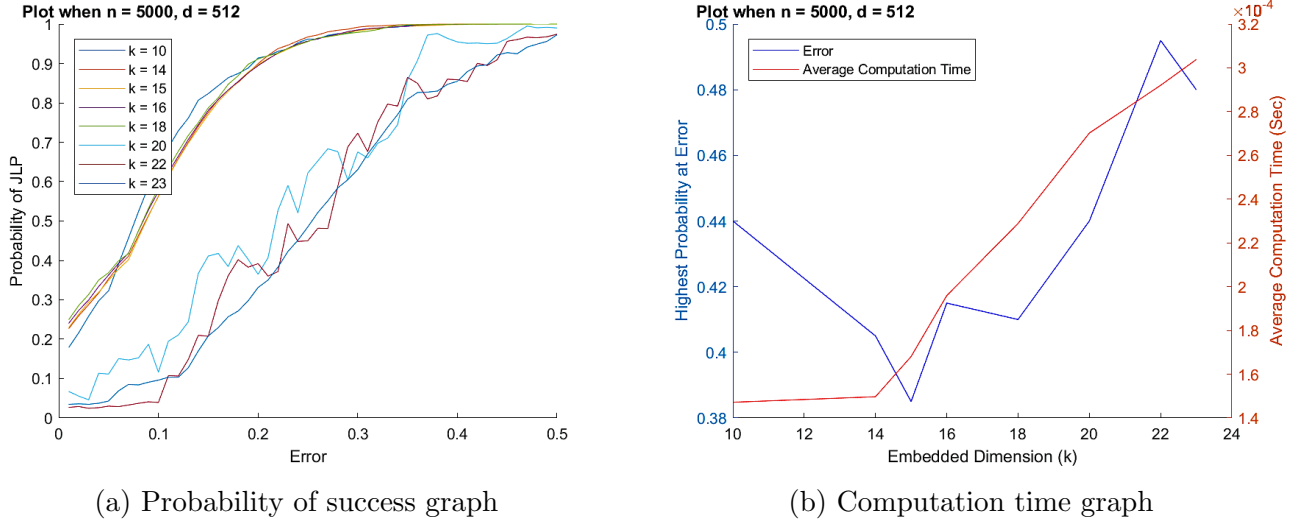 Plot when n = 5000, d = 512
1
0.9
0.8
0.7
0.6
0.5
0.4
0.3
0.2
0.1
0
Probability of JLP
k = 10
k = 14
k = 15
k = 16
k = 18
k = 20
k = 22
k = 23
0
0.1
0.2
0.3
0.4
0.5
Error
(a) Probability of success graph
Plot when n = 5000, d = 512
0.5
0.48
0.46
0.44
0.42
0.4
0.38
Highest Probability at Error
Error
Average Computation Time
×10⁻⁴
3.2
3
2.8
2.6
2.4
2.2
2
1.8
1.6
1.4
Average Computation Time (Sec)
10
12
14
16
18
20
22
24
Embedded Dimension (k)
(b) Computation time graph